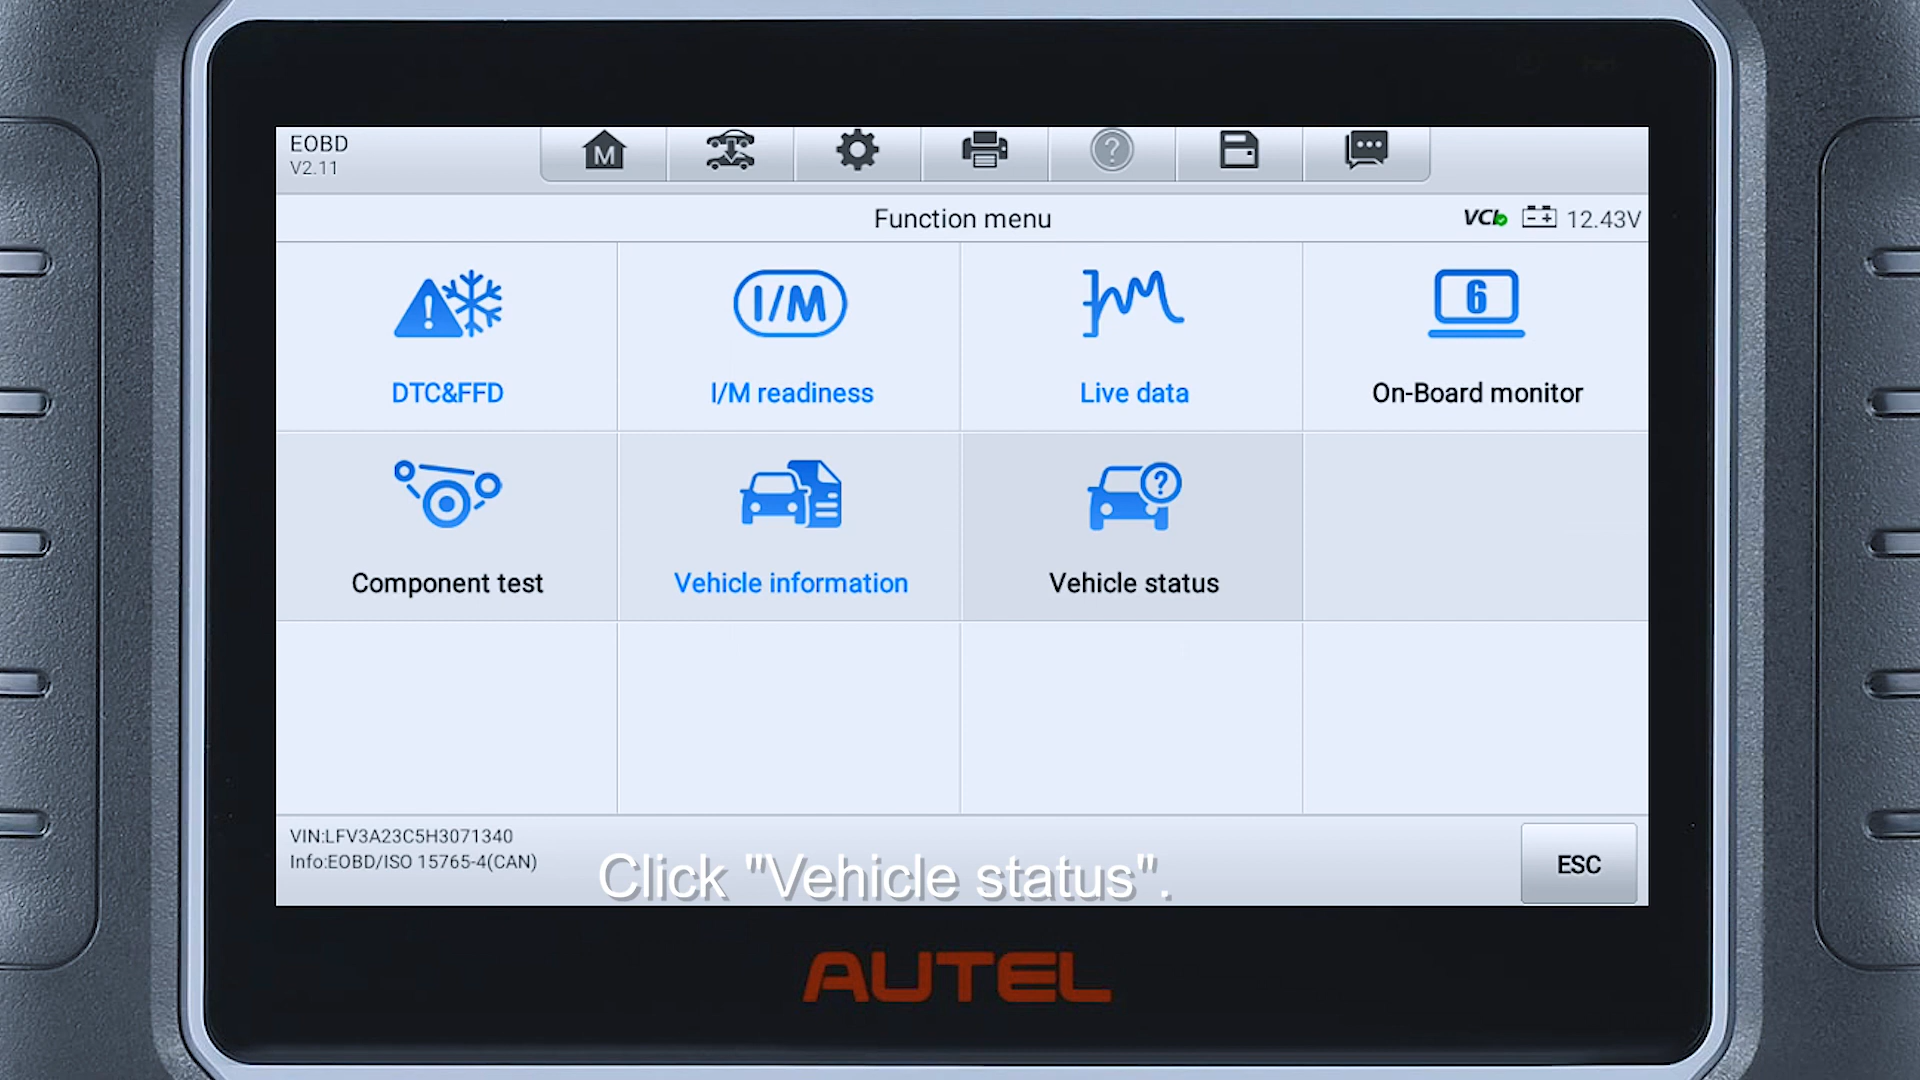 EOBD
V2.11
M
?
Function menu
VCI
12.43V
!
I/M
6
DTC&FFD
I/M readiness
Live data
On-Board monitor
?
Component test
Vehicle information
Vehicle status
VIN:LFV3A23C5H3071340
Info:EOBD/ISO 15765-4(CAN)
Click "Vehicle status".
ESC
AUTEL